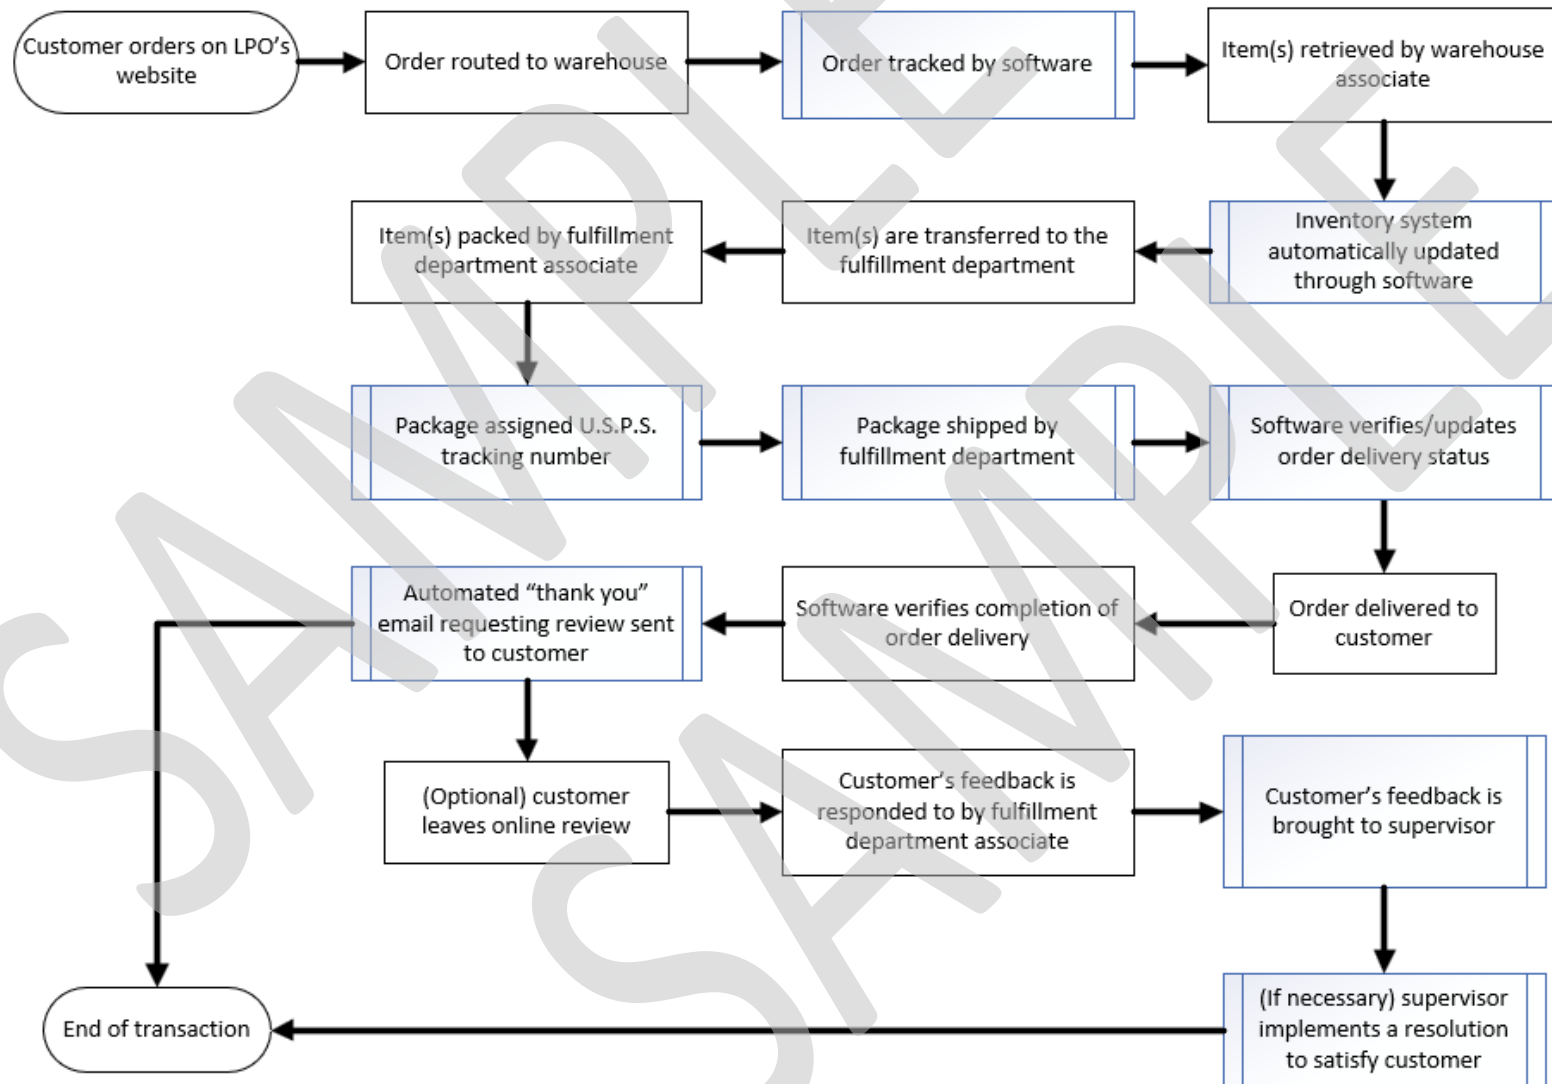 Customer orders on LPO's
website
Order routed to warehouse
Order tracked by software
Item(s) retrieved by warehouse
associate
Inventory system
automatically updated
through software
Item(s) are transferred to the
fulfillment department
Item(s) packed by fulfillment
department associate
Package assigned U.S.P.S.
tracking number
Package shipped by
fulfillment department
Software verifies/updates
order delivery status
Order delivered to
customer
Software verifies completion of
order delivery
Automated “thank you”
email requesting review sent
to customer
(Optional) customer
leaves online review
Customer's feedback is
responded to by fulfillment
department associate
Customer's feedback is
brought to supervisor
(If necessary) supervisor
implements a resolution
to satisfy customer
End of transaction
SAMPLE
SAMPLE